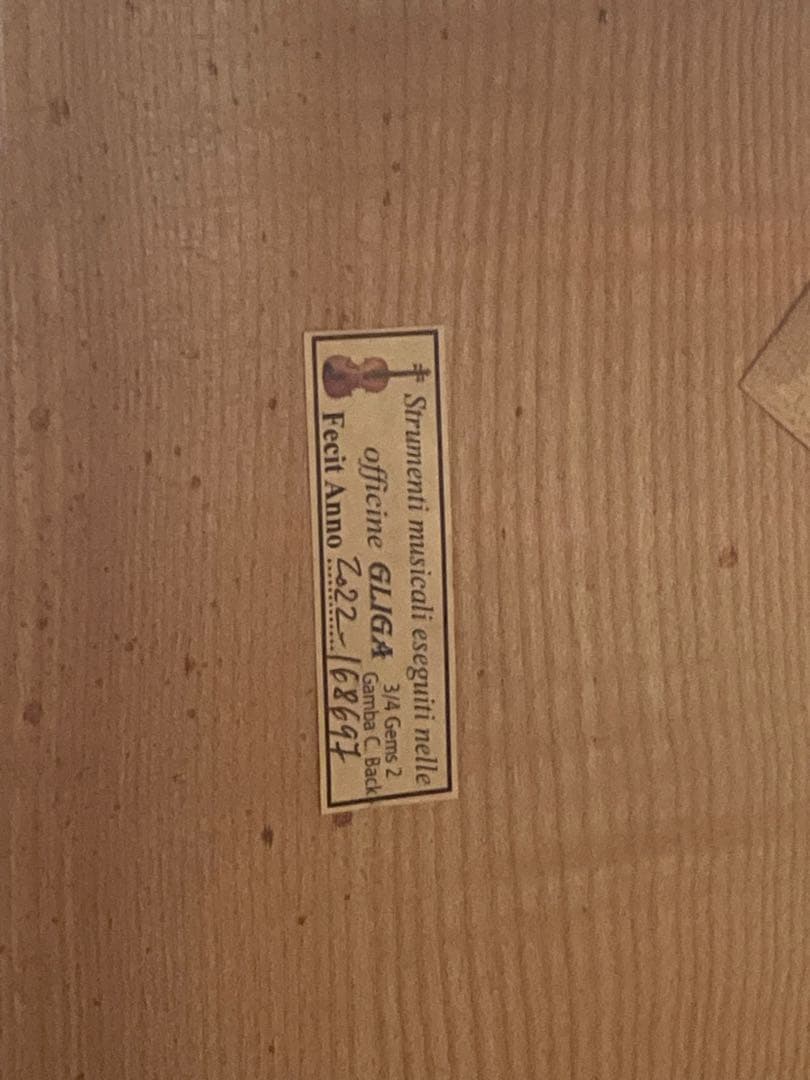 Strumenti musicali eseguiti nelle
officine GLIGA 3/4 Gems 2
Gamba C. Back
Fecit Anno 2022-168697